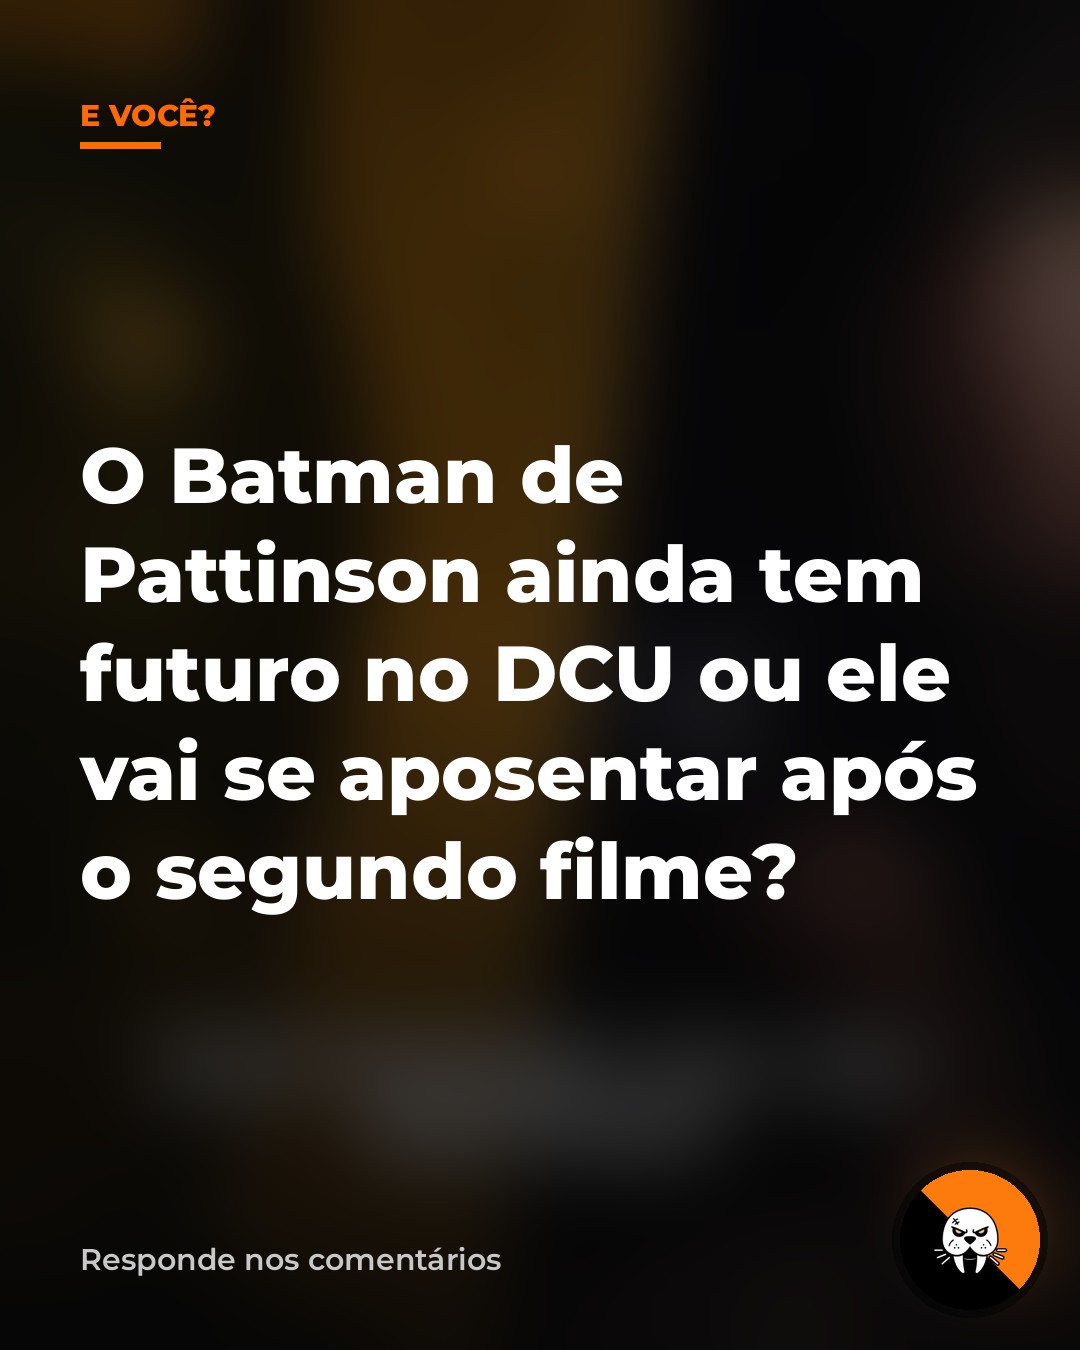 E VOCÊ?
O Batman de
Pattinson ainda tem
futuro no DCU ou ele
vai se aposentar após
o segundo filme?
Responde nos comentários